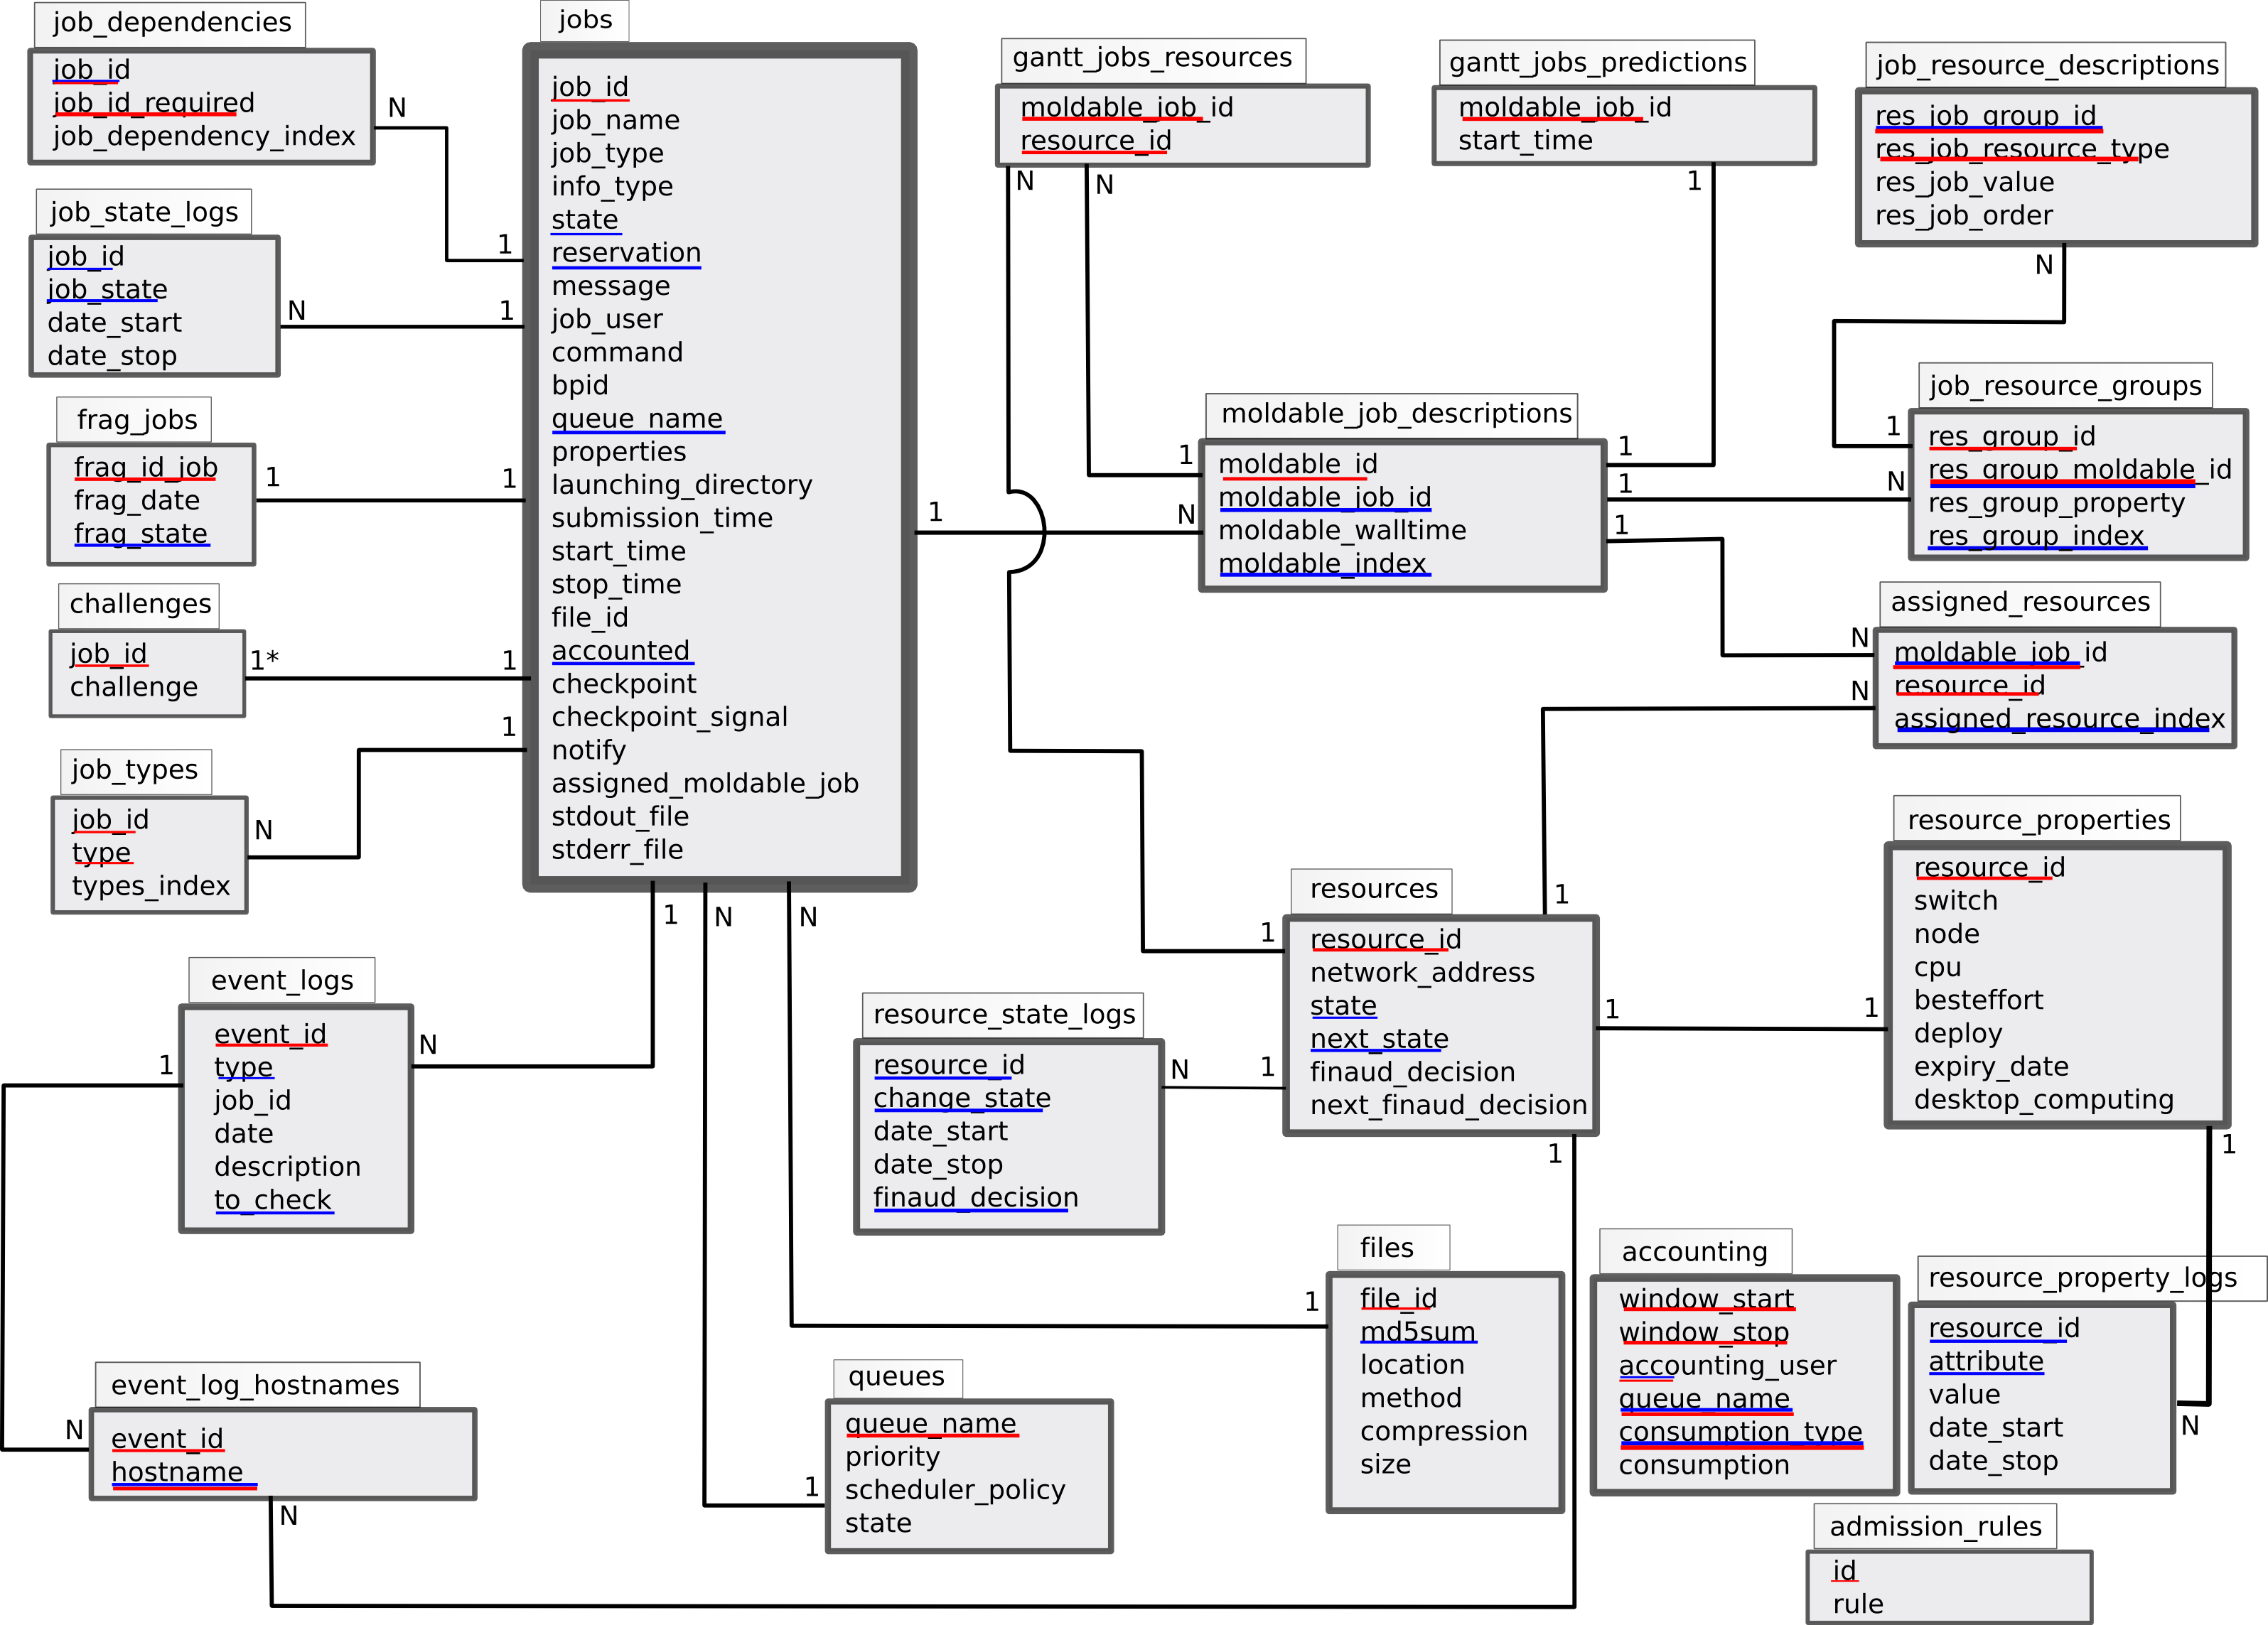 job_dependencies
job_id
job_id_required
job_dependency_index
N
1
job_state_logs
job_id
job_state
date_start
date_stop
N
1
frag_jobs
frag_id_job
frag_date
frag_state
1
1
challenges
job_id
challenge
1*
1
job_types
job_id
type
types_index
N
1
jobs
job_id
job_name
job_type
info_type
state
reservation
message
job_user
command
bpid
queue_name
properties
launching_directory
submission_time
start_time
stop_time
file_id
accounted
checkpoint
checkpoint_signal
notify
assigned_moldable_job
stdout_file
stderr_file
1
N
N
1
N
gantt_jobs_resources
moldable_job_id
resource_id
N
N
gantt_jobs_predictions
moldable_job_id
start_time
1
job_resource_descriptions
res_job_group_id
res_job_resource_type
res_job_value
res_job_order
N
moldable_job_descriptions
moldable_id
moldable_job_id
moldable_walltime
moldable_index
1
1
1
1
job_resource_groups
res_group_id
res_group_moldable_id
res_group_property
res_group_index
1
N
assigned_resources
moldable_job_id
resource_id
assigned_resource_index
N
N
resource_properties
resource_id
switch
node
cpu
besteffort
deploy
expiry_date
desktop_computing
1
1
resources
resource_id
network_address
state
next_state
finaud_decision
next_finaud_decision
1
1
1
1
1
event_logs
event_id
type
job_id
date
description
to_check
1
N
resource_state_logs
resource_id
change_state
date_start
date_stop
finaud_decision
N
files
file_id
md5sum
location
method
compression
size
1
accounting
window_start
window_stop
accounting_user
queue_name
consumption_type
consumption
resource_property_logs
resource_id
attribute
value
date_start
date_stop
N
event_log_hostnames
event_id
hostname
N
N
queues
queue_name
priority
scheduler_policy
state
1
admission_rules
id
rule